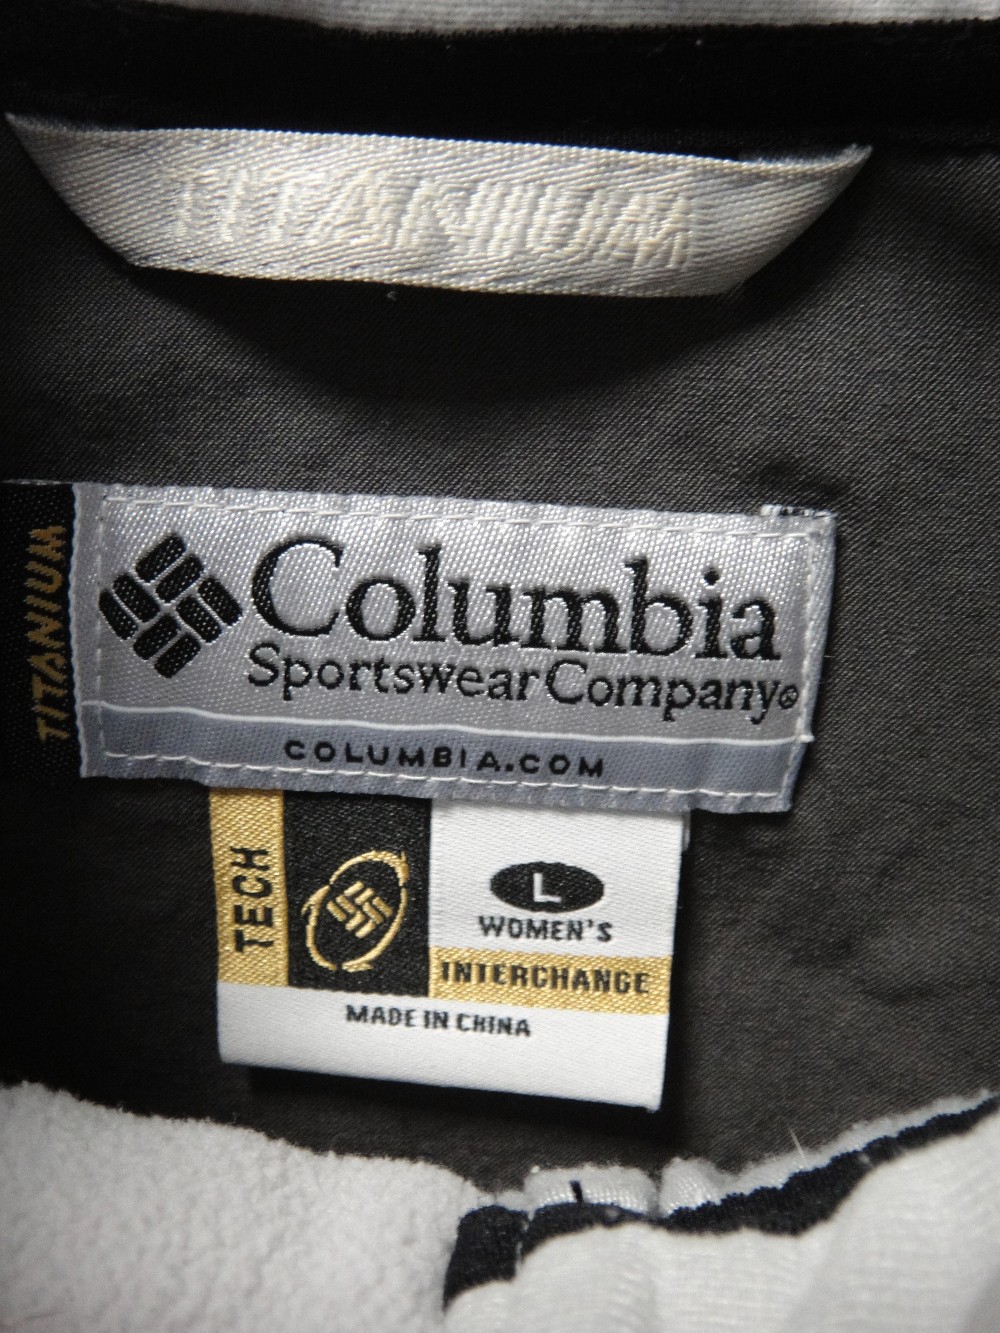 TITANIUM
TITANIUM
Columbia
Sportswear Company®
COLUMBIA.COM
TECH
L
WOMEN'S
INTERCHANGE
MADE IN CHINA